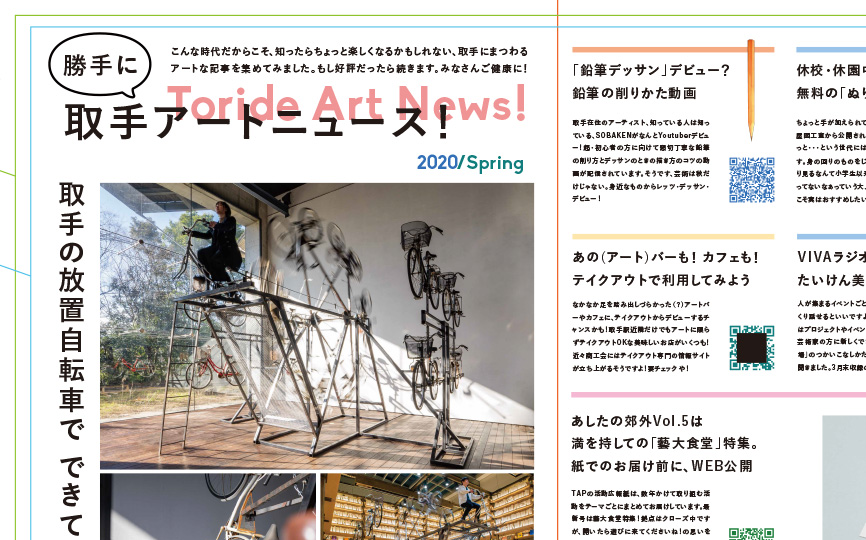 勝手に
こんな時代だからこそ、知ったらちょっと楽しくなるかもしれない、取手にまつわる
アートな記事を集めてみました。もし好評だったら続きます。みなさんご健康に！
Toride Art News!
取手アートニュース！
2020/Spring
取手の放置自転車で できて
「鉛筆デッサン」デビュー？
鉛筆の削りかた動画
取手在住のアーティスト、知っている人は知っ
ている、SOBAKENがなんとYoutuberデビュ
ー！超・初心者の方に向けて懇切丁寧な鉛筆
の削り方とデッサンのときの描き方のコツの動
画が配信されています。そうです、芸術は秋だ
けじゃない。身近なものからレッツ・デッサン・
デビュー！
あの（アート）バーも！ カフェも！
テイクアウトで利用してみよう
なかなか足を踏み出しづらかった（？）アートバ
ーやカフェに、テイクアウトからデビューするチ
ャンスかも！取手駅近隣だけでもアートに限ら
ずテイクアウトOKな美味しいお店がいくつも！
近々商工会にはテイクアウト専門の情報サイト
が立ち上がるそうですよ！要チェックや！
あしたの郊外Vol.5は
満を持しての「藝大食堂」特集。
紙でのお届け前に、WEB公開
TAPの活動広報紙は、数年かけて取り組む活
動をテーマごとにまとめてお届けしています。最
新号は藝大食堂特集！拠点はクローズ中です
が、開いたら遊びに来てくださいね！の思いを
休校・休園中
無料の「ぬり
ちょっと手が加えられて
屋図工室から公開され
っと・・・という世代には
す。身の回りのものをじ
り見るなんて小学生以来
ってないなぁっていう大人
こそ実はおすすめしたい
VIVAラジオ
たいけん美
人が集まるイベントごと
くり話せるといいですよ
はプロジェクトやイベン
芸術家の方に新しくで
場」のつかいこなしかた
開きました。3月末収録の